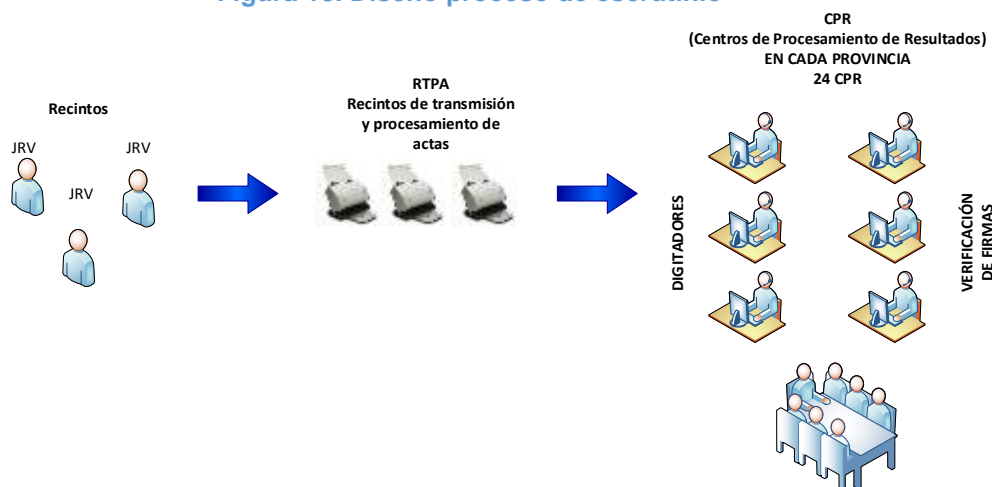 CPR
(Centros de Procesamiento de Resultados)
EN CADA PROVINCIA
24 CPR
RTPA
Recintos de transmisión
y procesamiento de
actas
Recintos
JRV
JRV
JRV
DIGITADORES
VERIFICACIÓN
DE FIRMAS